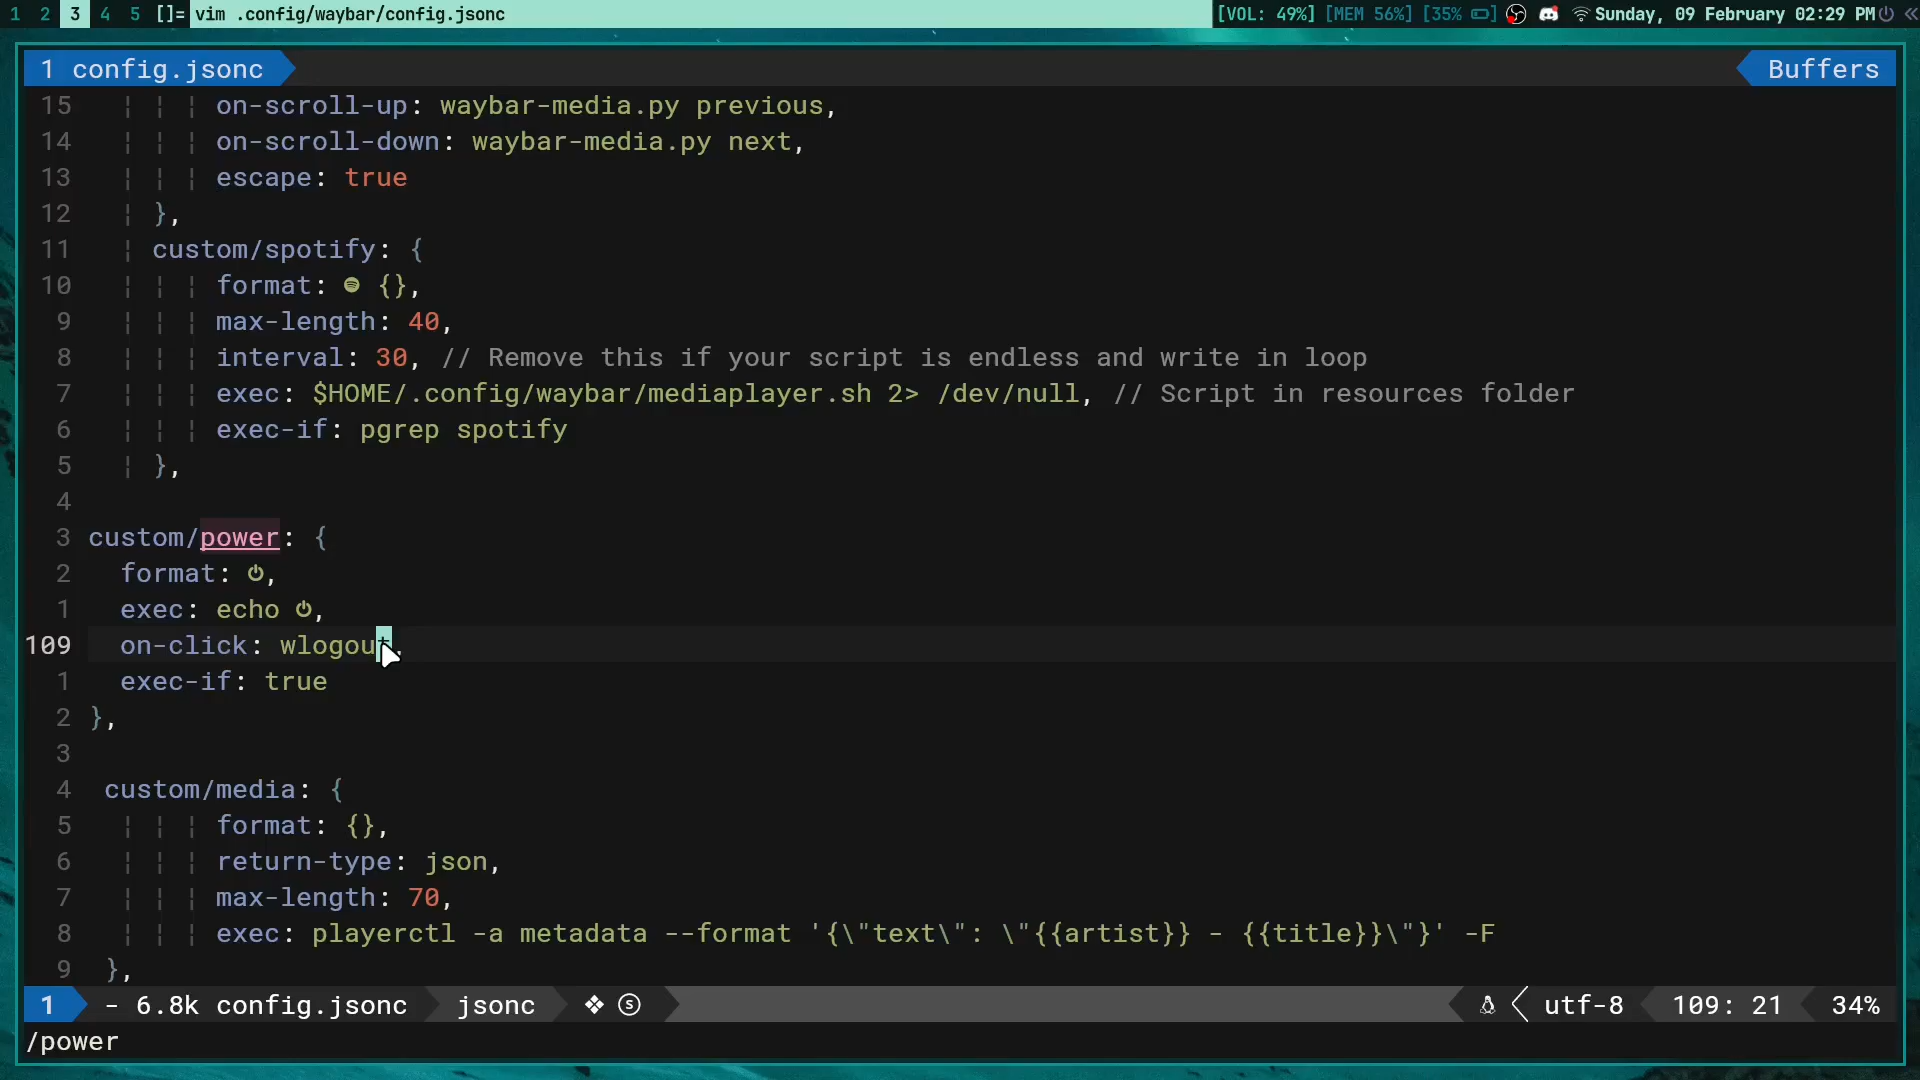 1 2 3 4 5 []= vim .config/waybar/config.jsonc [VOL: 49%] [MEM 56%] [35% ] Sunday, 09 February 02:29 PM
1 config.jsonc Buffers
15 on-scroll-up: waybar-media.py previous,
14 on-scroll-down: waybar-media.py next,
13 escape: true
12 },
11 custom/spotify: {
10 format:  {},
9 max-length: 40,
8 interval: 30, // Remove this if your script is endless and write in loop
7 exec: $HOME/.config/waybar/mediaplayer.sh 2> /dev/null, // Script in resources folder
6 exec-if: pgrep spotify
5 },
4
3 custom/power: {
2 format: ⏻,
1 exec: echo ⏻,
109 on-click: wlogout,
1 exec-if: true
2 },
3
4 custom/media: {
5 format: {},
6 return-type: json,
7 max-length: 70,
8 exec: playerctl -a metadata --format '{\"text\": \"{{artist}} - {{title}}\"}' -F
9 },
1 - 6.8k config.jsonc jsonc ❖ Ⓢ utf-8 109: 21 34%
/power